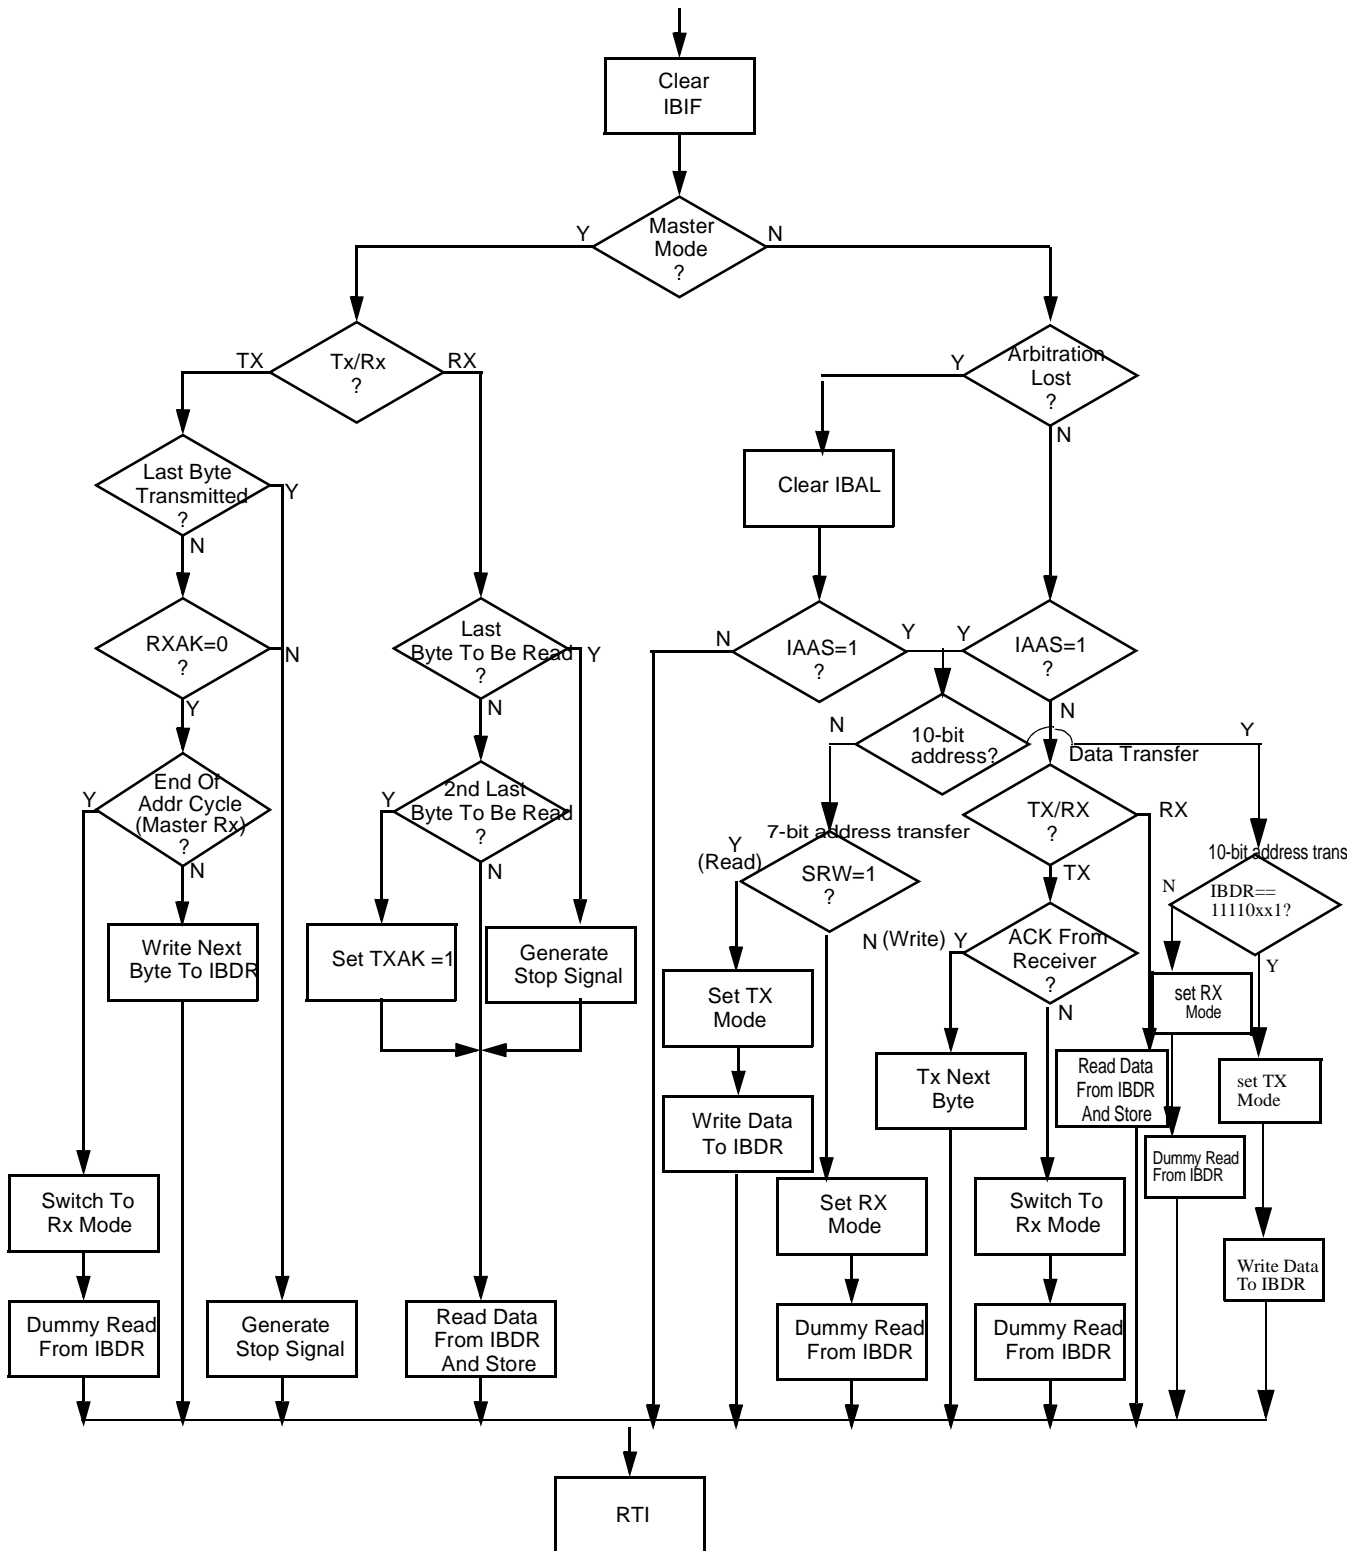 Clear
IBIF
Master
Mode
?
Y
N
Tx/Rx
?
TX
RX
Arbitration
Lost
?
Y
N
Last Byte
Transmitted
?
Y
N
Clear IBAL
RXAK=0
?
N
Y
Last
Byte To Be Read
?
Y
N
IAAS=1
?
N
Y
IAAS=1
?
Y
N
10-bit
address?
N
Y
Data Transfer
End Of
Addr Cycle
(Master Rx)
?
Y
N
2nd Last
Byte To Be Read
?
Y
N
TX/RX
?
RX
TX
7-bit address transfer
Y
(Read)
SRW=1
?
N (Write)
10-bit address trans
IBDR==
11110xx1?
N
Y
Write Next
Byte To IBDR
Set TXAK =1
Generate
Stop Signal
ACK From
Receiver
?
Y
N
Set TX
Mode
set RX
Mode
Tx Next
Byte
Read Data
From IBDR
And Store
set TX
Mode
Write Data
To IBDR
Dummy Read
From IBDR
Switch To
Rx Mode
Set RX
Mode
Switch To
Rx Mode
Write Data
To IBDR
Dummy Read
From IBDR
Generate
Stop Signal
Read Data
From IBDR
And Store
Dummy Read
From IBDR
Dummy Read
From IBDR
RTI